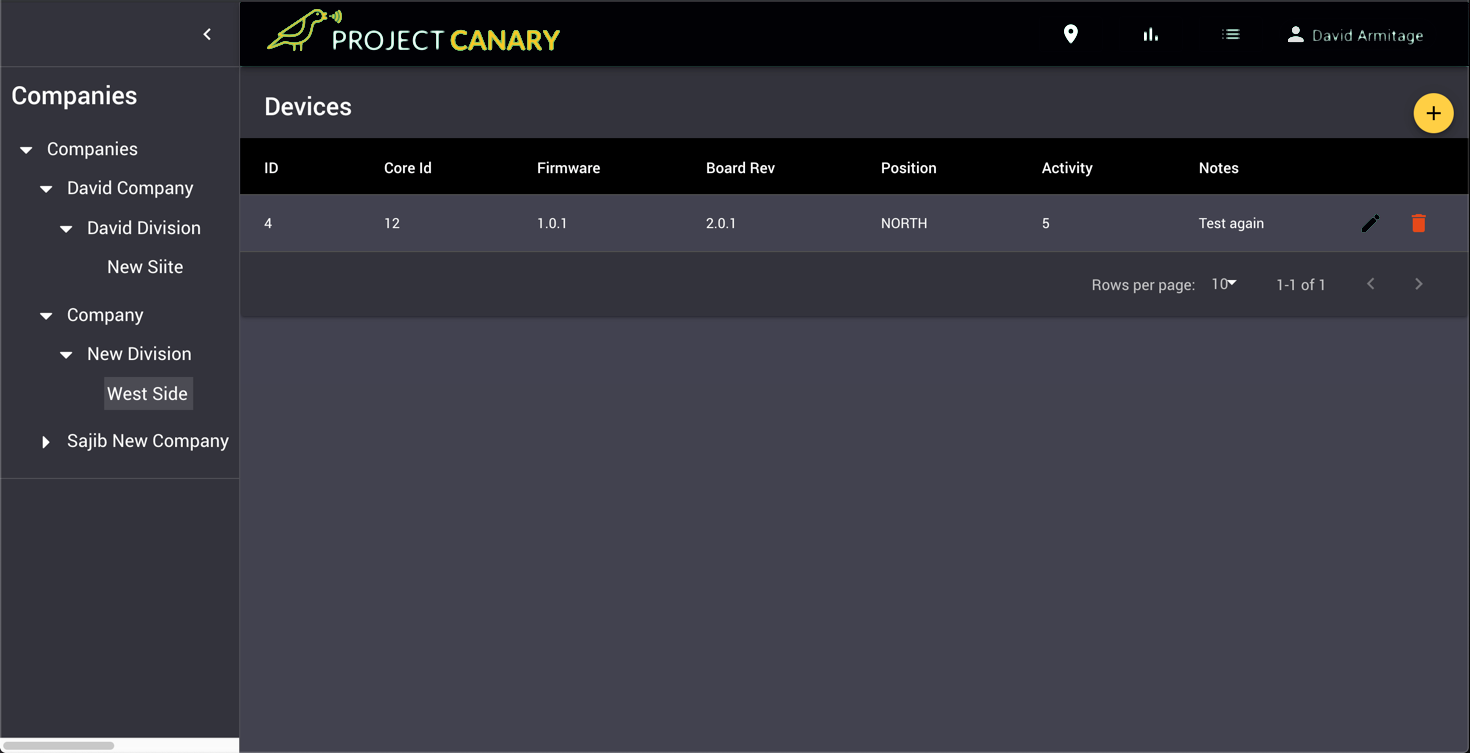 PROJECT CANARY
David Armitage
Companies
Companies
David Company
David Division
New Siite
Company
New Division
West Side
Sajib New Company
Devices
ID Core Id Firmware Board Rev Position Activity Notes
4 12 1.0.1 2.0.1 NORTH 5 Test again
Rows per page: 10 1-1 of 1